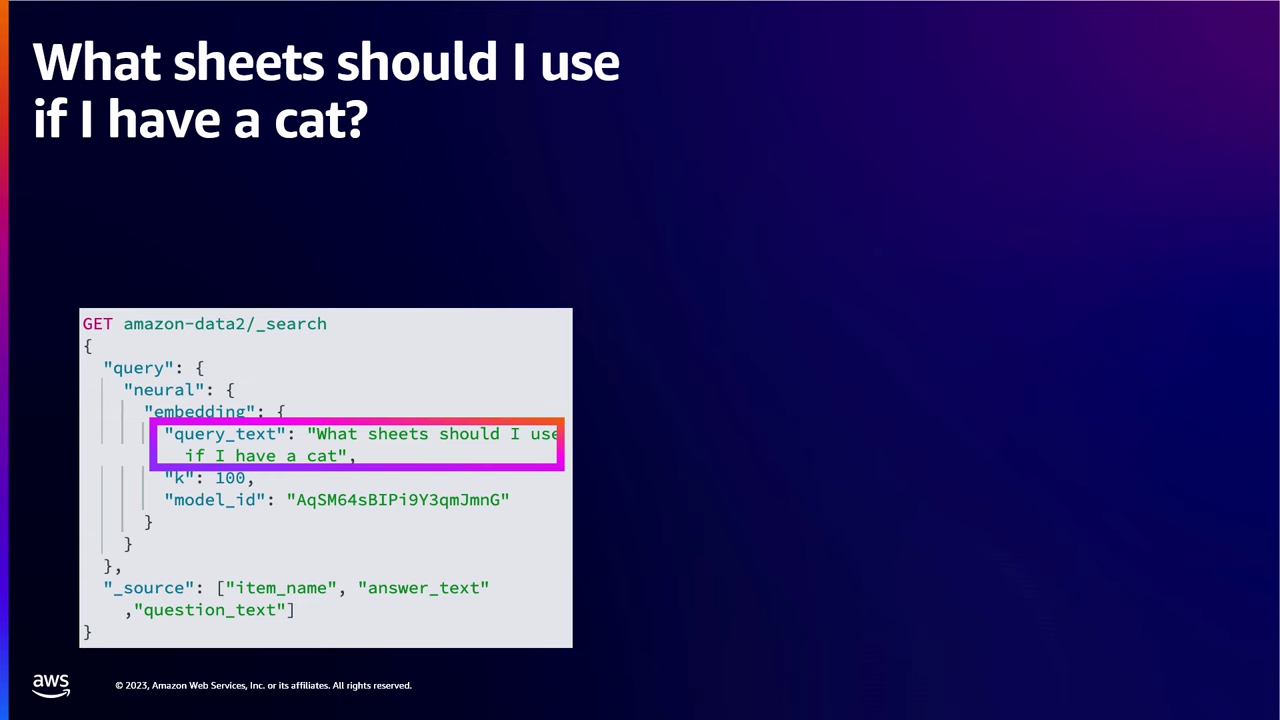 What sheets should I use
if I have a cat?
GET amazon-data2/_search
{
"query": {
"neural": {
"embedding": {
"query_text": "What sheets should I use
if I have a cat",
"k": 100,
"model_id": "AqSM64sBIPi9Y3qmJmnG"
}
}
},
"_source": ["item_name", "answer_text"
,"question_text"]
}
aws
© 2023, Amazon Web Services, Inc. or its affiliates. All rights reserved.